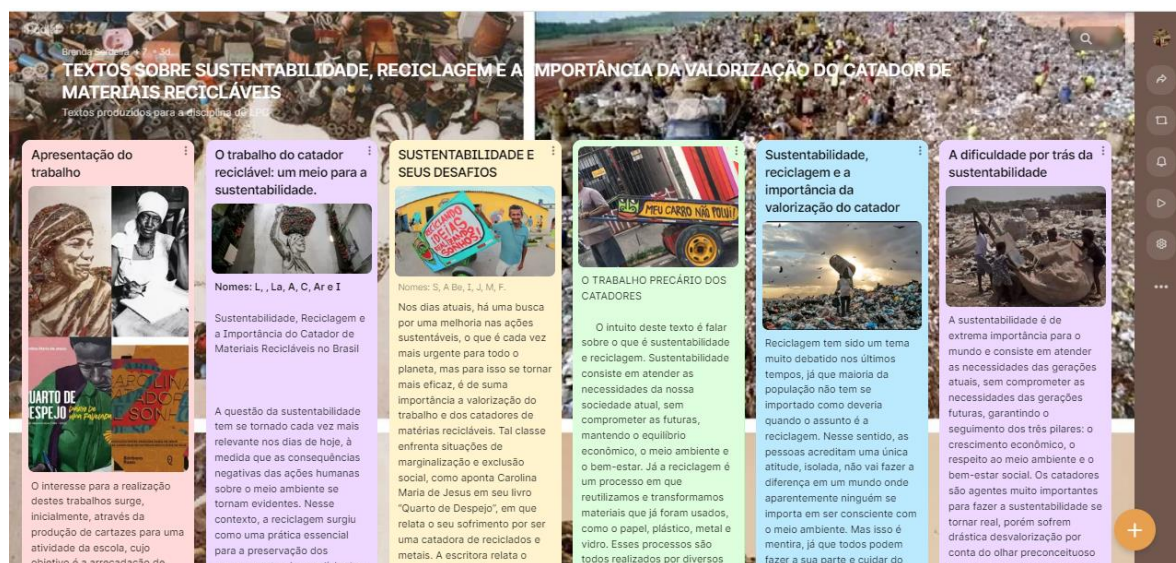 Brenda Serdeira + 7 • 3d
TEXTOS SOBRE SUSTENTABILIDADE, RECICLAGEM E A IMPORTÂNCIA DA VALORIZAÇÃO DO CATADOR DE
MATERIAIS RECICLÁVEIS
Textos produzidos para a disciplina de LPO
Apresentação do
trabalho
QUARTO DE
DESPEJO
O interesse para a realização
destes trabalhos surge,
inicialmente, através da
produção de cartazes para uma
atividade da escola, cujo
objetivo é a arrecadação de
O trabalho do catador
reciclável: um meio para a
sustentabilidade.
Nomes: L, , La, A, C, Ar e I
Sustentabilidade, Reciclagem e
a Importância do Catador de
Materiais Recicláveis no Brasil
A questão da sustentabilidade
tem se tornado cada vez mais
relevante nos dias de hoje, à
medida que as consequências
negativas das ações humanas
sobre o meio ambiente se
tornam evidentes. Nesse
contexto, a reciclagem surgiu
como uma prática essencial
para a preservação dos
SUSTENTABILIDADE E
SEUS DESAFIOS
RECICLANDO
IDEIAS
Nomes: S, A Be, I, J, M, F.
Nos dias atuais, há uma busca
por uma melhoria nas ações
sustentáveis, o que é cada vez
mais urgente para todo o
planeta, mas para isso se tornar
mais eficaz, é de suma
importância a valorização do
trabalho e dos catadores de
matérias recicláveis. Tal classe
enfrenta situações de
marginalização e exclusão
social, como aponta Carolina
Maria de Jesus em seu livro
"Quarto de Despejo", em que
relata o seu sofrimento por ser
uma catadora de reciclados e
metais. A escritora relata o
MEU CARRO NÃO POLUI!
O TRABALHO PRECÁRIO DOS
CATADORES
O intuito deste texto é falar
sobre o que é sustentabilidade
e reciclagem. Sustentabilidade
consiste em atender as
necessidades da nossa
sociedade atual, sem
comprometer as futuras,
mantendo o equilíbrio
econômico, o meio ambiente e
o bem-estar. Já a reciclagem é
um processo em que
reutilizamos e transformamos
materiais que já foram usados,
como o papel, plástico, metal e
vidro. Esses processos são
todos realizados por diversos
Sustentabilidade,
reciclagem e a
importância da
valorização do catador
Reciclagem tem sido um tema
muito debatido nos últimos
tempos, já que maioria da
população não tem se
importado como deveria
quando o assunto é a
reciclagem. Nesse sentido, as
pessoas acreditam uma única
atitude, isolada, não vai fazer a
diferença em um mundo onde
aparentemente ninguém se
importa em ser consciente com
o meio ambiente. Mas isso é
mentira, já que todos podem
fazer a sua parte e cuidar do
A dificuldade por trás da
sustentabilidade
A sustentabilidade é de
extrema importância para o
mundo e consiste em atender
as necessidades das gerações
atuais, sem comprometer as
necessidades das gerações
futuras, garantindo o
seguimento dos três pilares: o
crescimento econômico, o
respeito ao meio ambiente e o
bem-estar social. Os catadores
são agentes muito importantes
para fazer a sustentabilidade se
tornar real, porém sofrem
drástica desvalorização por
conta do olhar preconceituoso